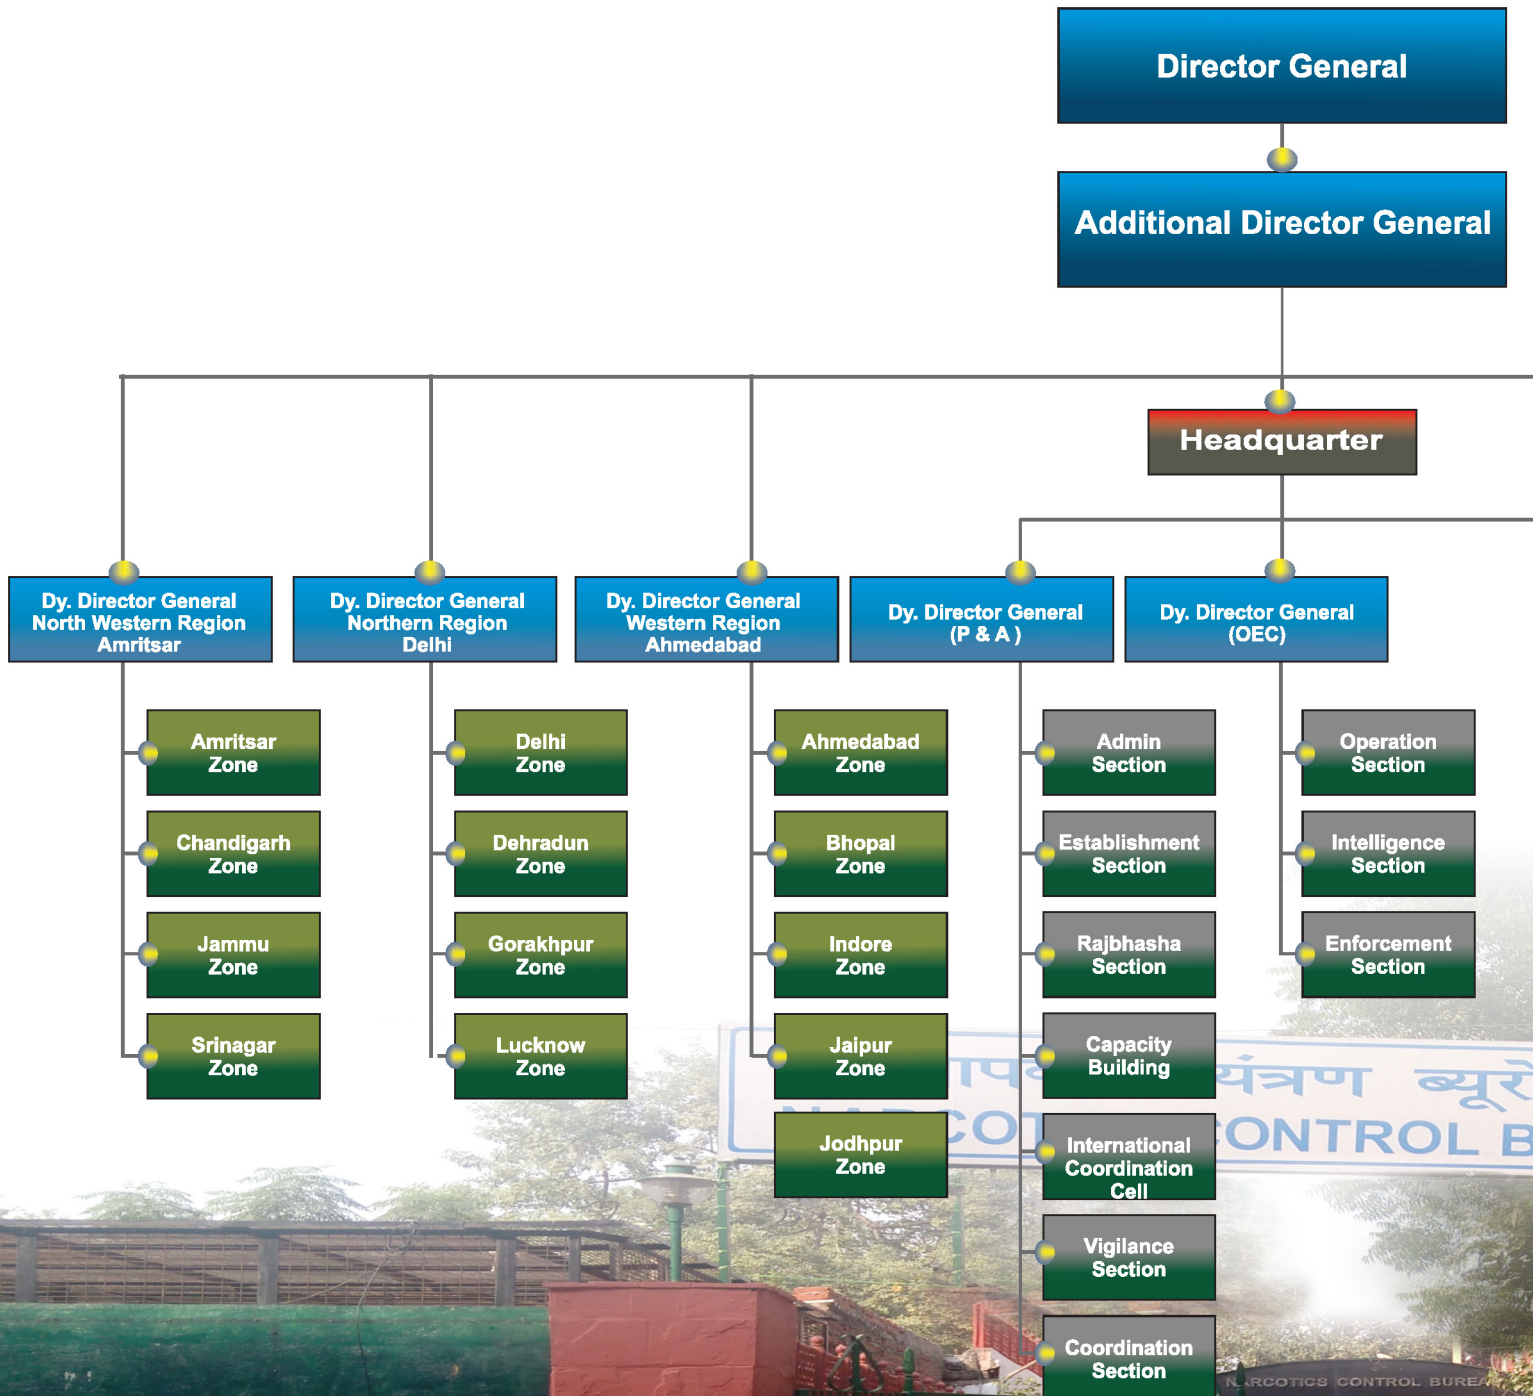 Director General
Additional Director General
Headquarter
Dy. Director General
North Western Region
Amritsar
Dy. Director General
Northern Region
Delhi
Dy. Director General
Western Region
Ahmedabad
Dy. Director General
(P & A )
Dy. Director General
(OEC)
Amritsar
Zone
Chandigarh
Zone
Jammu
Zone
Srinagar
Zone
Delhi
Zone
Dehradun
Zone
Gorakhpur
Zone
Lucknow
Zone
Ahmedabad
Zone
Bhopal
Zone
Indore
Zone
Jaipur
Zone
Jodhpur
Zone
Admin
Section
Establishment
Section
Rajbhasha
Section
Capacity
Building
International
Coordination
Cell
Vigilance
Section
Coordination
Section
Operation
Section
Intelligence
Section
Enforcement
Section
CONTROL B
NARCOTICS CONTROL BUREA